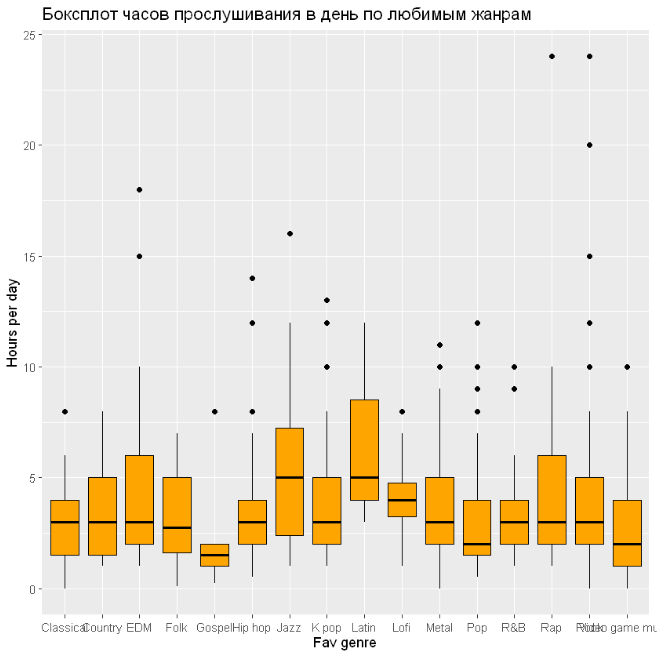 Боксплот часов прослушивания в день по любимым жанрам
25
20
15
10
5
0
Hours per day
Classical Country EDM Folk Gospel Hip hop Jazz K pop Latin Lofi Metal Pop R&B Rap Rock Video game mu
Fav genre